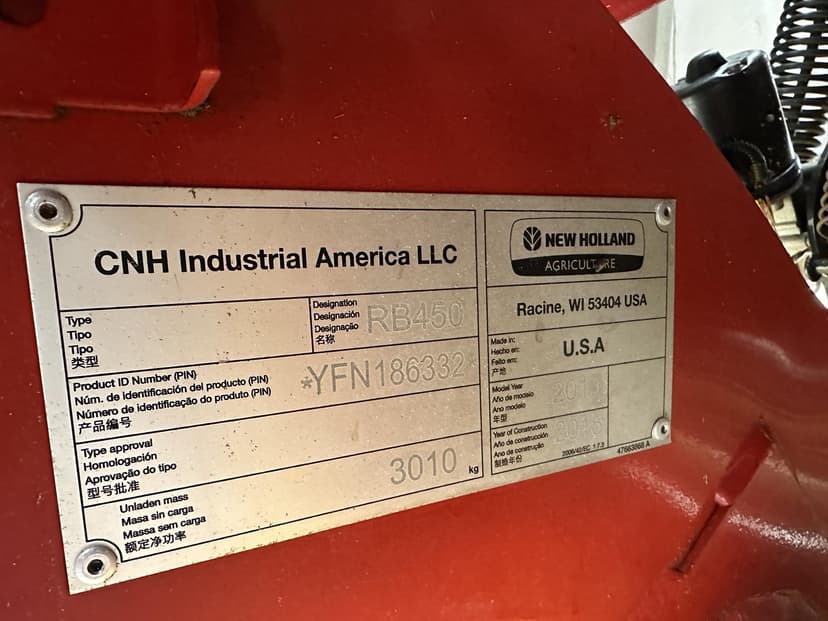 CNH Industrial America LLC
Type
Tipo
Tipo
类型
Designation
Designación
Designação
名称
RB450
Product ID Number (PIN)
Núm. de identificación del producto (PIN)
Número de identificação do produto (PIN)
产品编号
*YFN186332*
Type approval
Homologación
Aprovação do tipo
型号批准
Unladen mass
Masa sin carga
Massa sem carga
额定净功率
3010 kg
NEW HOLLAND
AGRICULTURE
Racine, WI 53404 USA
Made in:
Hecho en:
Feito em:
产地
U.S.A
Model Year
Año de modelo
Ano modelo
年型
Year of Construction
Año de construcción
Ano de construção
制造年份
2006/42/EC 1.7.3
47663868 A